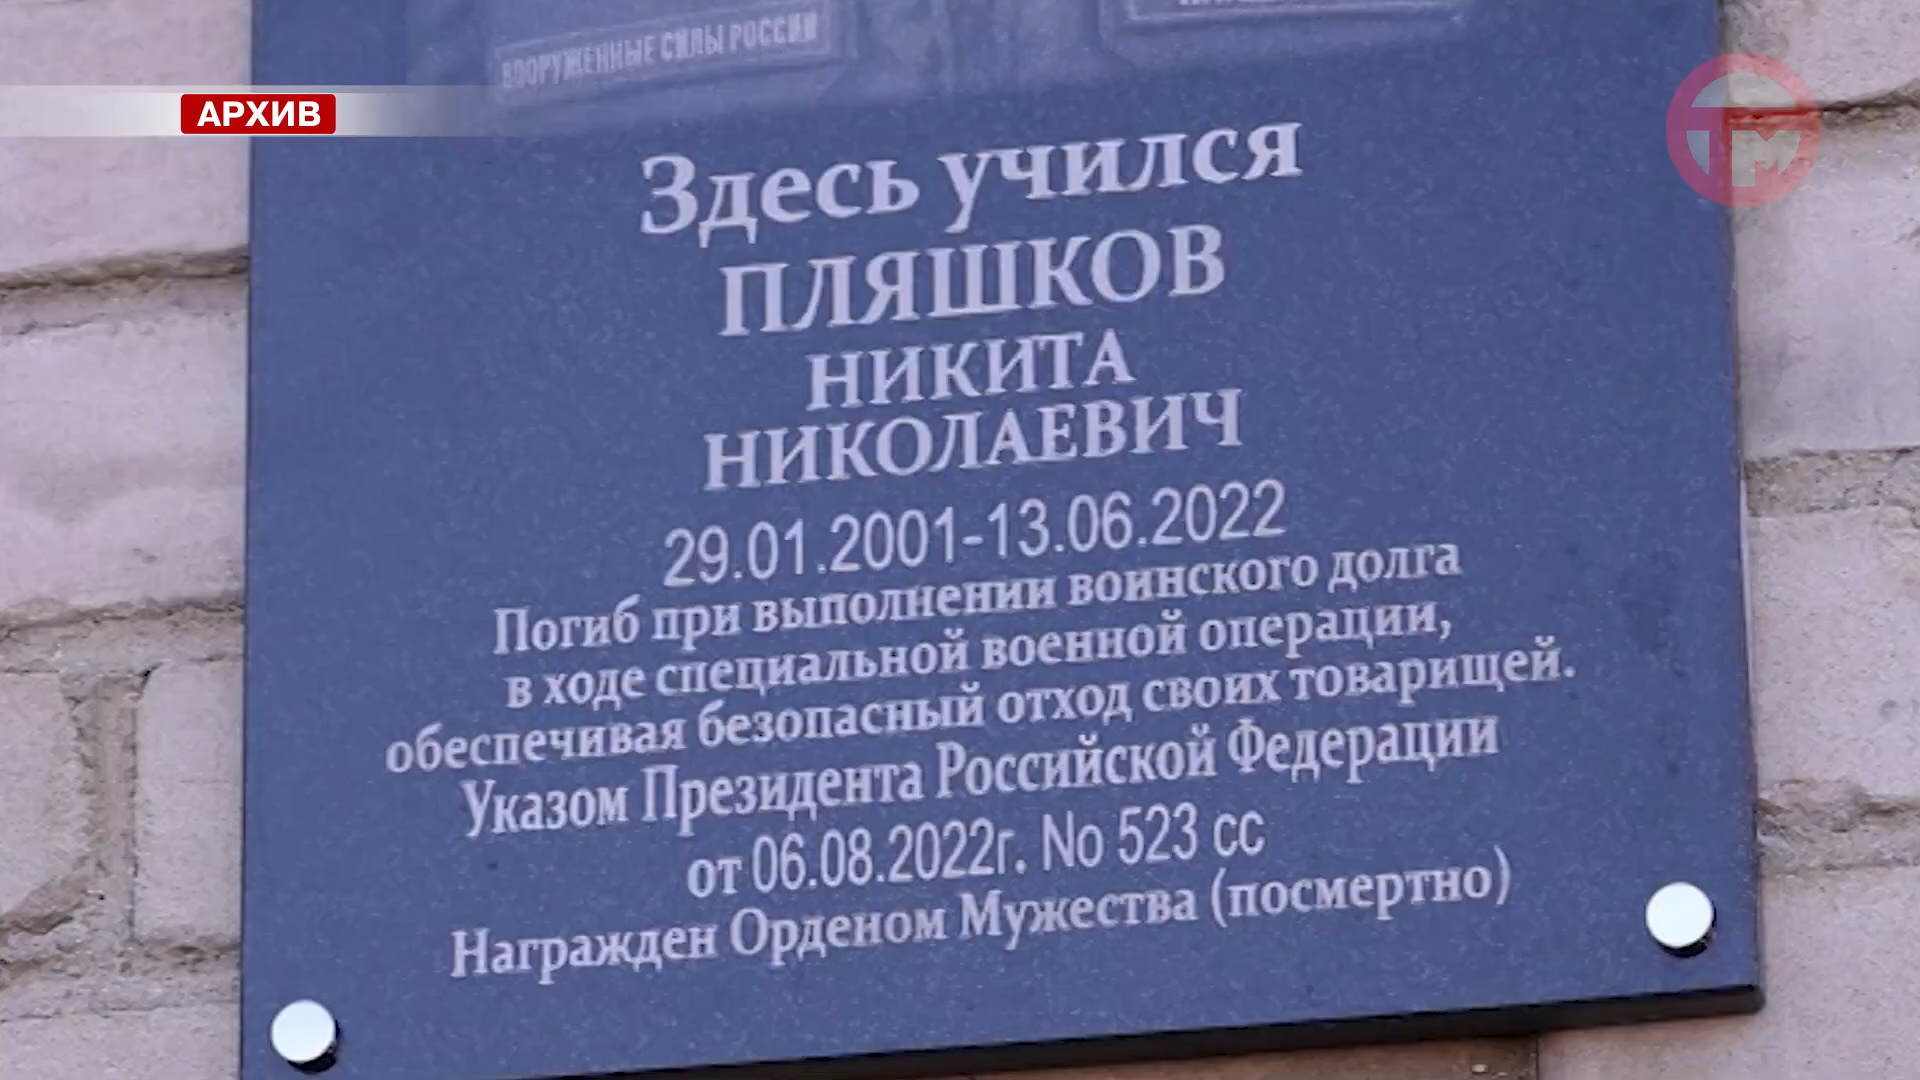 ВООРУЖЕННЫЕ СИЛЫ РОССИИ
АРХИВ
ТМ
Здесь учился
ПЛЯШКОВ
НИКИТА
НИКОЛАЕВИЧ
29.01.2001-13.06.2022
Погиб при выполнении воинского долга
в ходе специальной военной операции,
обеспечивая безопасный отход своих товарищей.
Указом Президента Российской Федерации
от 06.08.2022г. No 523 сс
Награжден Орденом Мужества (посмертно)